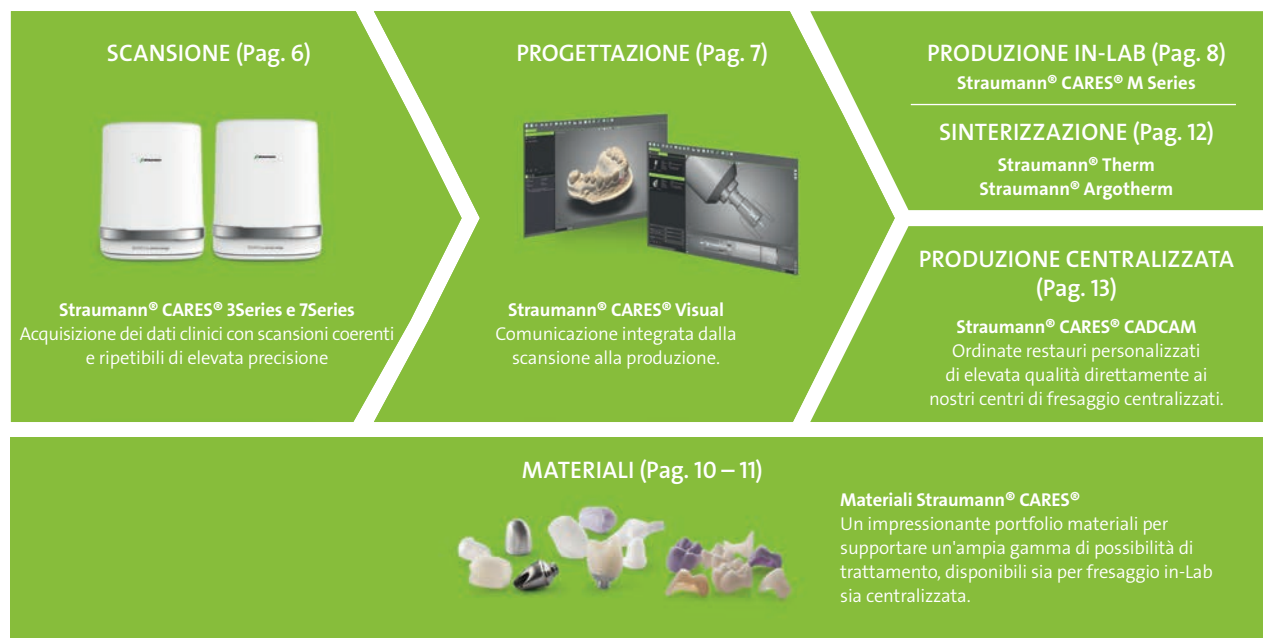 SCANSIONE (Pag. 6)
straumann
straumann
Straumann® CARES® 3Series e 7Series
Acquisizione dei dati clinici con scansioni coerenti
e ripetibili di elevata precisione
PROGETTAZIONE (Pag. 7)
Straumann® CARES® Visual
Comunicazione integrata dalla
scansione alla produzione.
PRODUZIONE IN-LAB (Pag. 8)
Straumann® CARES® M Series
SINTERIZZAZIONE (Pag. 12)
Straumann® Therm
Straumann® Argotherm
PRODUZIONE CENTRALIZZATA
(Pag. 13)
Straumann® CARES® CADCAM
Ordinate restauri personalizzati
di elevata qualità direttamente ai
nostri centri di fresaggio centralizzati.
MATERIALI (Pag. 10 – 11)
Materiali Straumann® CARES®
Un impressionante portfolio materiali per
supportare un'ampia gamma di possibilità di
trattamento, disponibili sia per fresaggio in-Lab
sia centralizzata.